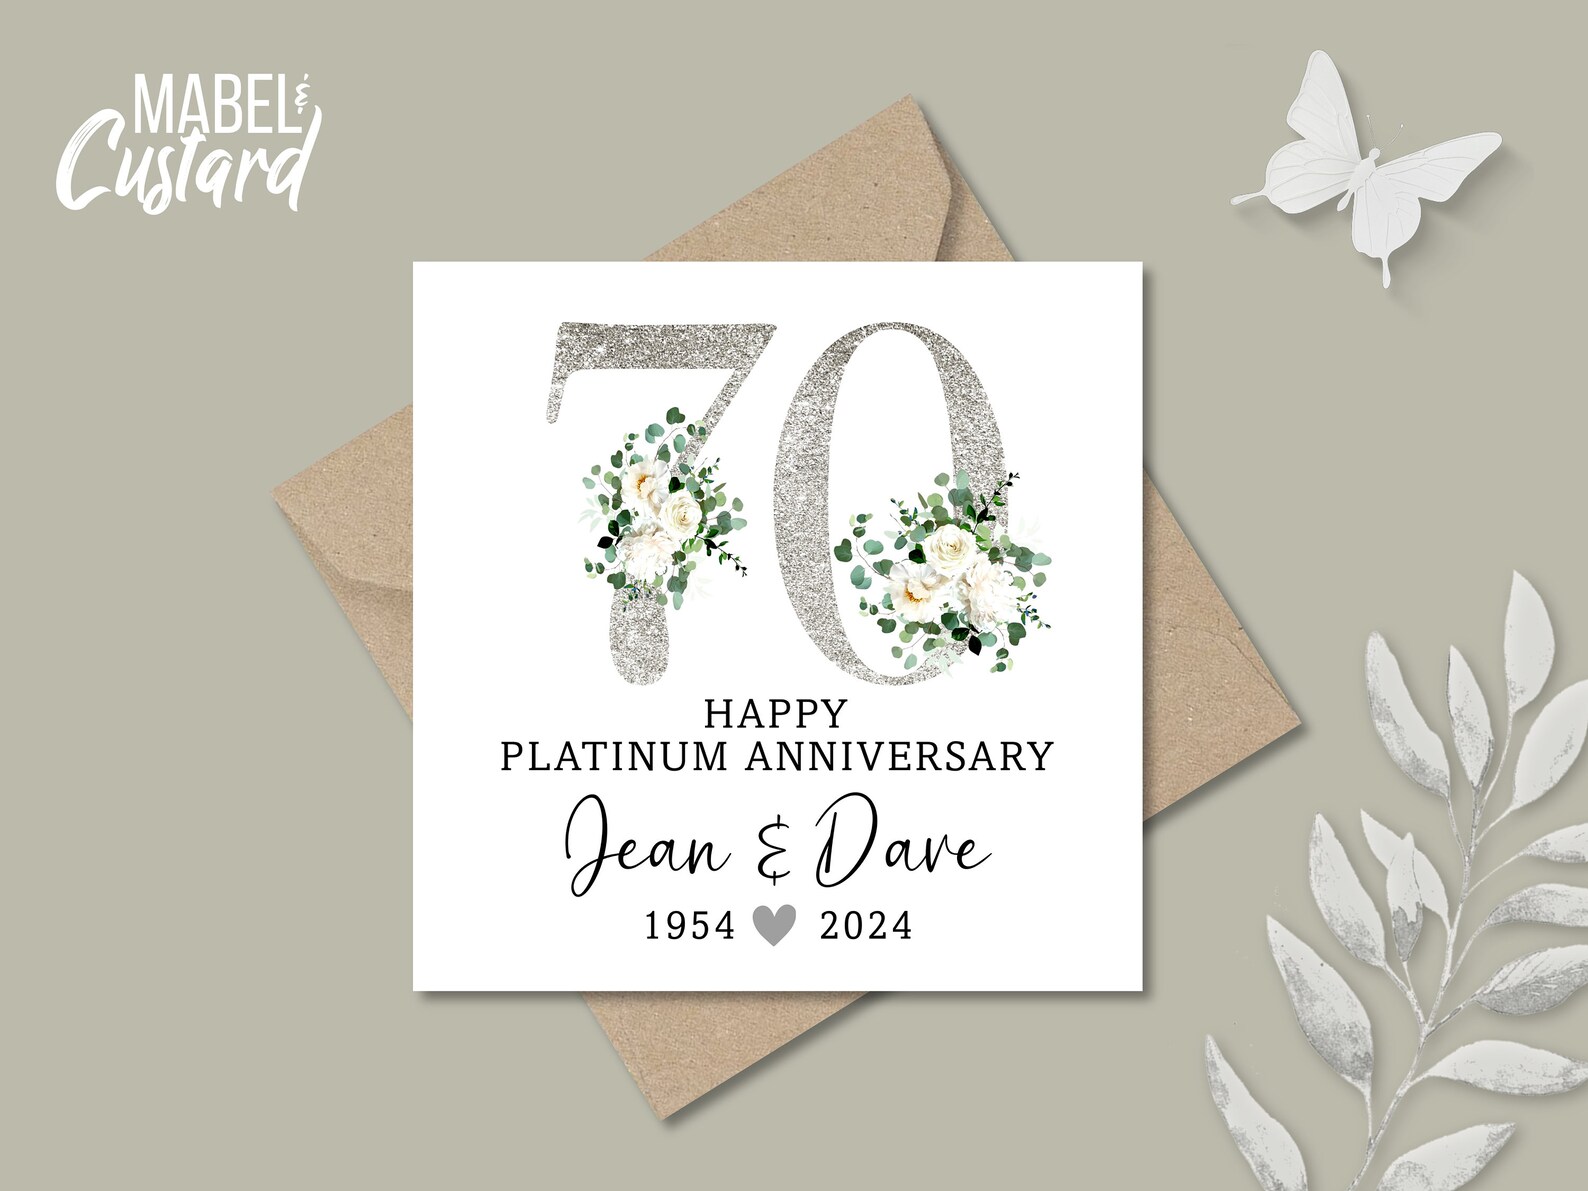 MABEL &
Custard
70
HAPPY
PLATINUM ANNIVERSARY
Jean & Dave
1954 2024